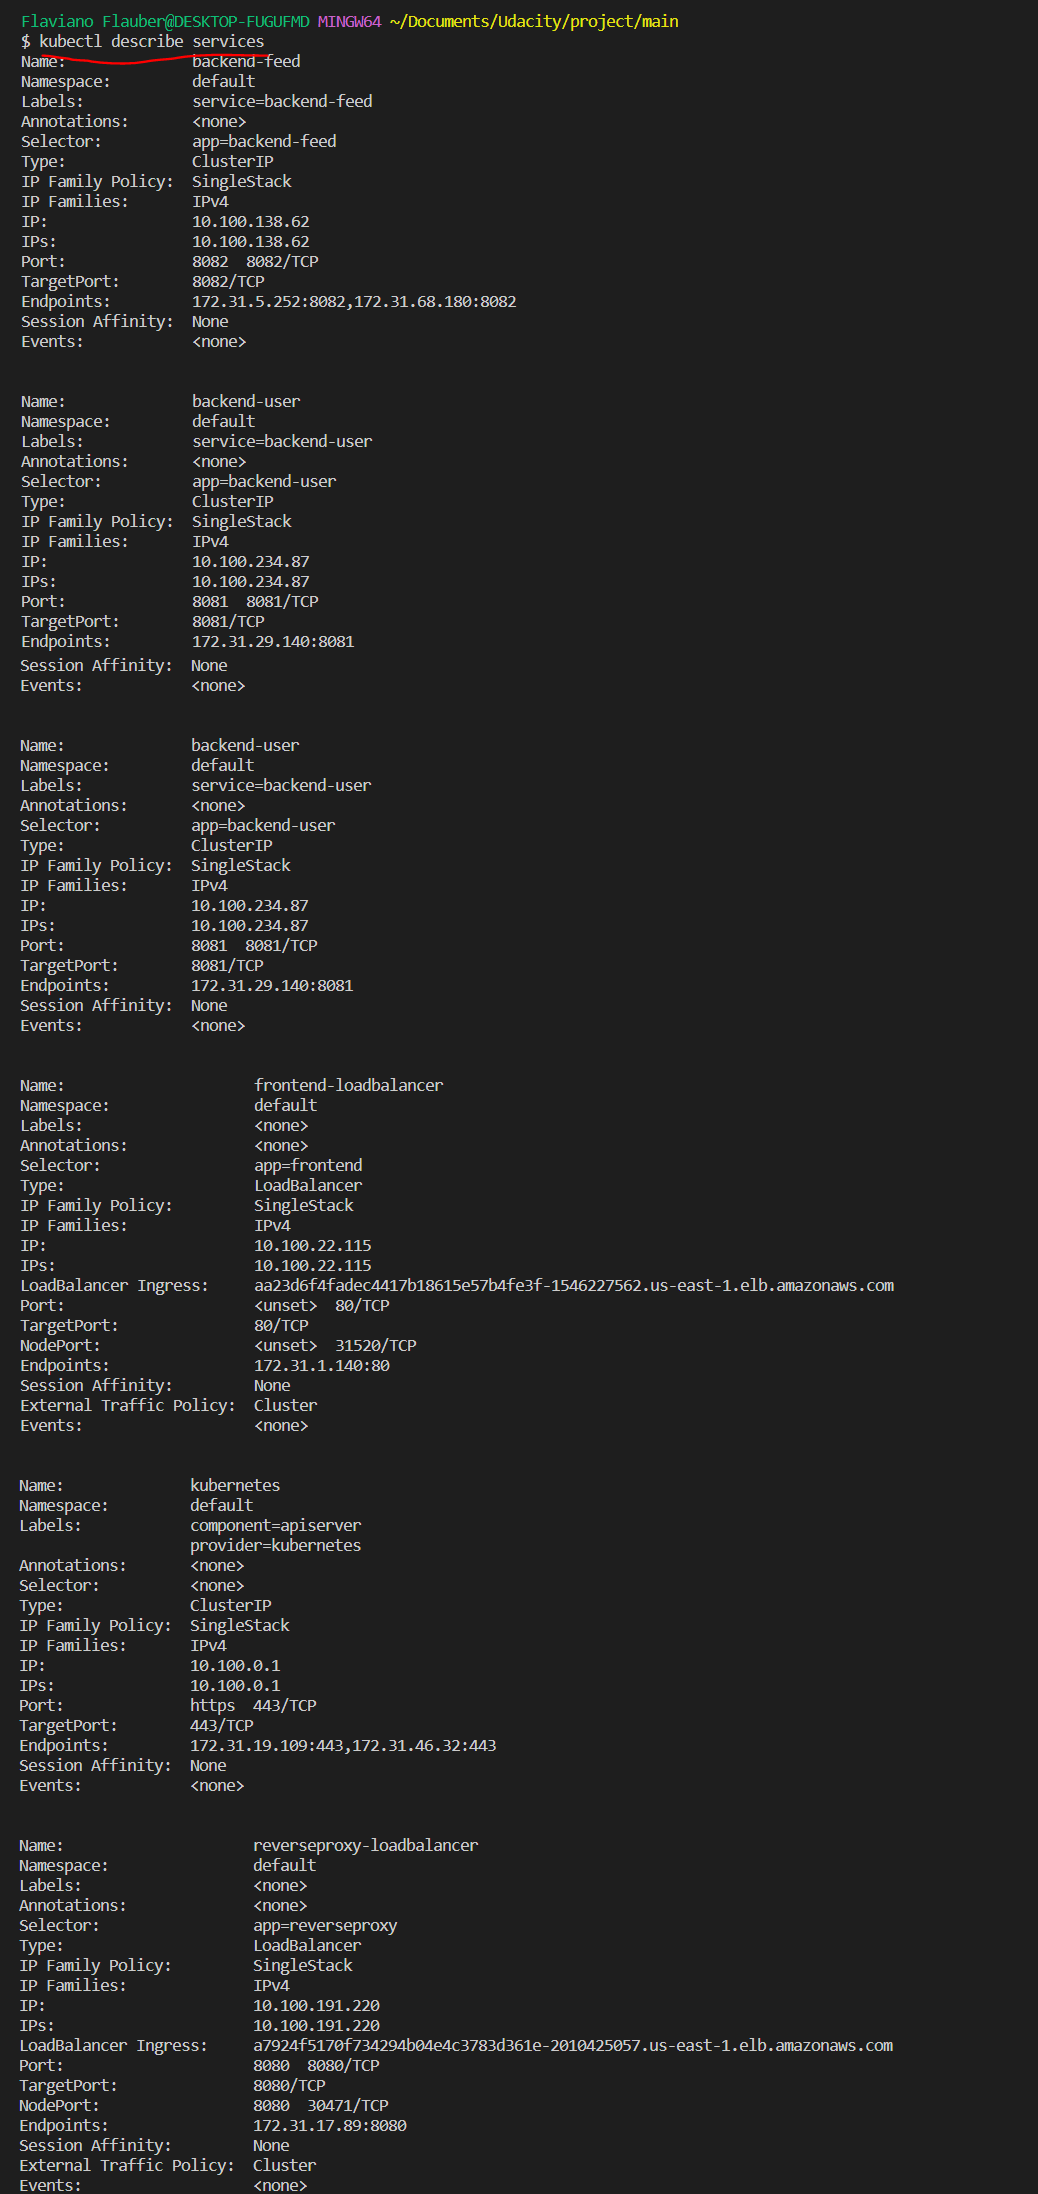 Flaviano Flauber@DESKTOP-FUGUFMD MINGW64 ~/Documents/Udacity/project/main
$ kubectl describe services
Name:              backend-feed
Namespace:         default
Labels:            service=backend-feed
Annotations:       <none>
Selector:          app=backend-feed
Type:              ClusterIP
IP Family Policy:  SingleStack
IP Families:       IPv4
IP:                10.100.138.62
IPs:               10.100.138.62
Port:              8082  8082/TCP
TargetPort:        8082/TCP
Endpoints:         172.31.5.252:8082,172.31.68.180:8082
Session Affinity:  None
Events:            <none>

Name:              backend-user
Namespace:         default
Labels:            service=backend-user
Annotations:       <none>
Selector:          app=backend-user
Type:              ClusterIP
IP Family Policy:  SingleStack
IP Families:       IPv4
IP:                10.100.234.87
IPs:               10.100.234.87
Port:              8081  8081/TCP
TargetPort:        8081/TCP
Endpoints:         172.31.29.140:8081
Session Affinity:  None
Events:            <none>

Name:              backend-user
Namespace:         default
Labels:            service=backend-user
Annotations:       <none>
Selector:          app=backend-user
Type:              ClusterIP
IP Family Policy:  SingleStack
IP Families:       IPv4
IP:                10.100.234.87
IPs:               10.100.234.87
Port:              8081  8081/TCP
TargetPort:        8081/TCP
Endpoints:         172.31.29.140:8081
Session Affinity:  None
Events:            <none>

Name:                     frontend-loadbalancer
Namespace:                default
Labels:                   <none>
Annotations:              <none>
Selector:                 app=frontend
Type:                     LoadBalancer
IP Family Policy:         SingleStack
IP Families:              IPv4
IP:                       10.100.22.115
IPs:                      10.100.22.115
LoadBalancer Ingress:     aa23d6f4fadec4417b18615e57b4fe3f-1546227562.us-east-1.elb.amazonaws.com
Port:                     <unset>  80/TCP
TargetPort:               80/TCP
NodePort:                 <unset>  31520/TCP
Endpoints:                172.31.1.140:80
Session Affinity:         None
External Traffic Policy:  Cluster
Events:                   <none>

Name:              kubernetes
Namespace:         default
Labels:            component=apiserver
                   provider=kubernetes
Annotations:       <none>
Selector:          <none>
Type:              ClusterIP
IP Family Policy:  SingleStack
IP Families:       IPv4
IP:                10.100.0.1
IPs:               10.100.0.1
Port:              https  443/TCP
TargetPort:        443/TCP
Endpoints:         172.31.19.109:443,172.31.46.32:443
Session Affinity:  None
Events:            <none>

Name:                     reverseproxy-loadbalancer
Namespace:                default
Labels:                   <none>
Annotations:              <none>
Selector:                 app=reverseproxy
Type:                     LoadBalancer
IP Family Policy:         SingleStack
IP Families:              IPv4
IP:                       10.100.191.220
IPs:                      10.100.191.220
LoadBalancer Ingress:     a7924f5170f734294b04e4c3783d361e-2010425057.us-east-1.elb.amazonaws.com
Port:                     8080  8080/TCP
TargetPort:               8080/TCP
NodePort:                 8080  30471/TCP
Endpoints:                172.31.17.89:8080
Session Affinity:         None
External Traffic Policy:  Cluster
Events:                   <none>